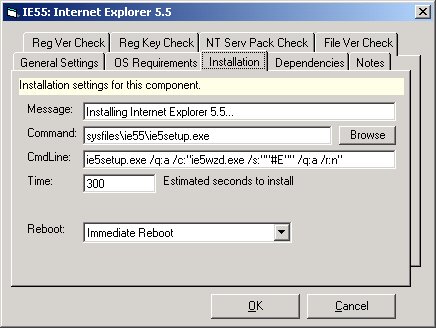 IE55: Internet Explorer 5.5
Reg Ver Check Reg Key Check NT Serv Pack Check File Ver Check
General Settings OS Requirements Installation Dependencies Notes
Installation settings for this component.
Message: Installing Internet Explorer 5.5...
Command: sysfiles\ie55\ie5setup.exe Browse
CmdLine: ie5setup.exe /q:a /c:"ie5wzd.exe /s:""#E"" /q:a /r:n"
Time: 300 Estimated seconds to install
Reboot: Immediate Reboot
OK Cancel